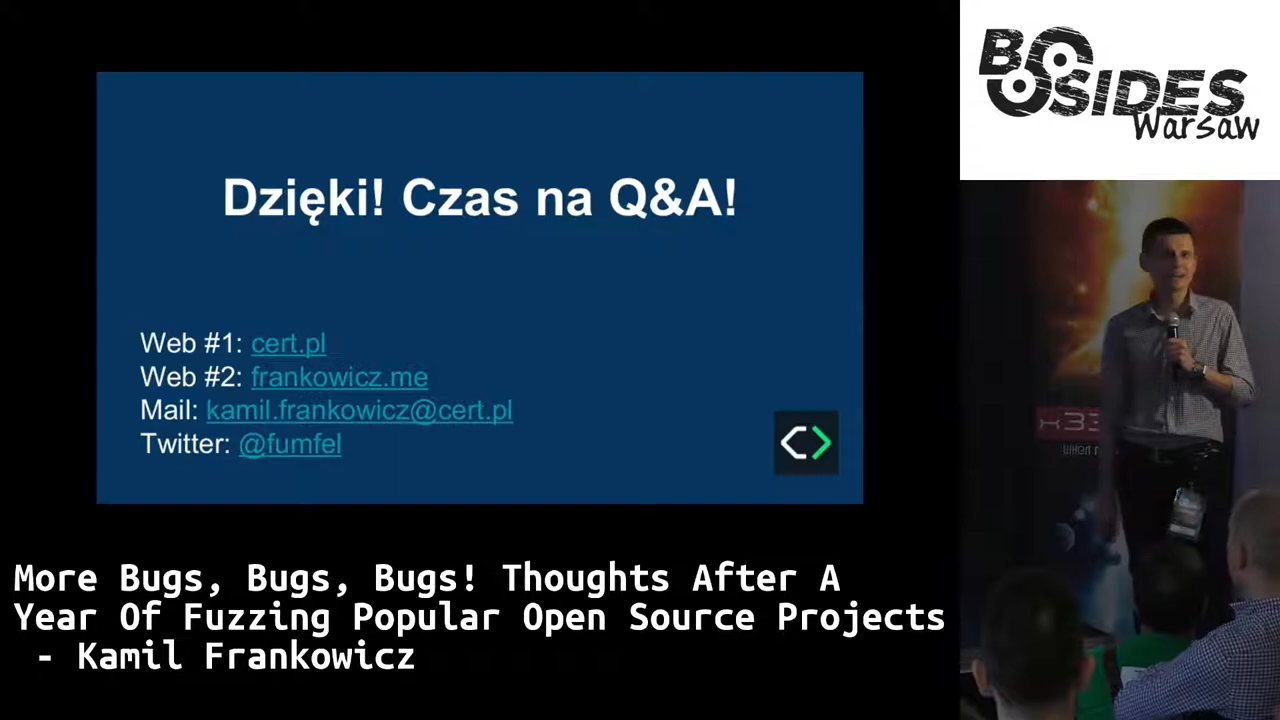 Dzięki! Czas na Q&A!
Web #1: cert.pl
Web #2: frankowicz.me
Mail: kamil.frankowicz@cert.pl
Twitter: @fumfel
BSIDES
Warsaw
x33
More Bugs, Bugs, Bugs! Thoughts After A
Year Of Fuzzing Popular Open Source Projects
- Kamil Frankowicz